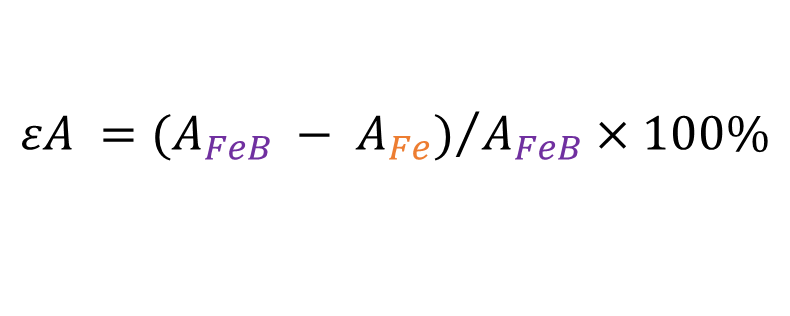 εA = (A_FeB − A_Fe)/A_FeB × 100%